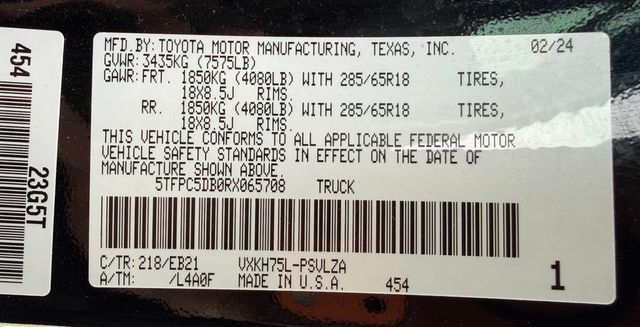 454
23G5T
MFD.BY:TOYOTA MOTOR MANUFACTURING, TEXAS, INC. 02/24
GVWR:3435KG (7575LB)
GAWR:FRT. 1850KG (4080LB) WITH 285/65R18 TIRES,
18X8.5J RIMS.
RR. 1850KG (4080LB) WITH 285/65R18 TIRES,
18X8.5J RIMS.
THIS VEHICLE CONFORMS TO ALL APPLICABLE FEDERAL MOTOR
VEHICLE SAFETY STANDARDS IN EFFECT ON THE DATE OF
MANUFACTURE SHOWN ABOVE.
5TFPC5DB0RX065708 TRUCK
C/TR:218/EB21 VXKH75L-PSVLZA
A/TM: /L4A0F MADE IN U.S.A. 454 1